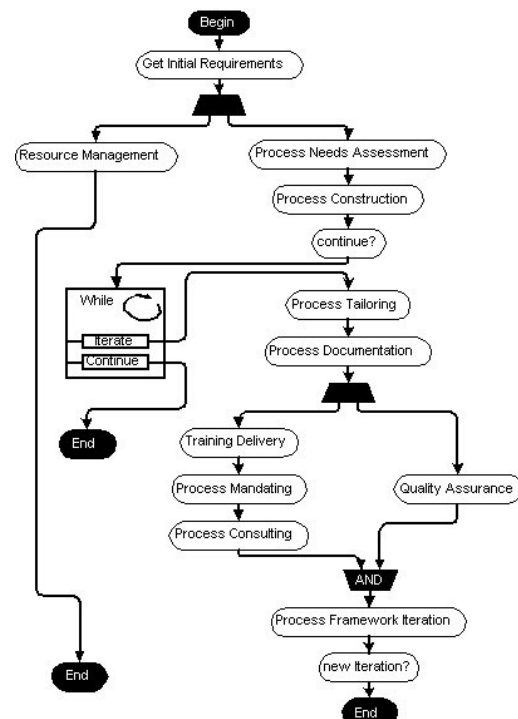 Begin
Get Initial Requirements
Resource Management
Process Needs Assessment
Process Construction
continue?
While
Iterate
Continue
End
Process Tailoring
Process Documentation
Training Delivery
Process Mandating
Quality Assurance
Process Consulting
AND
Process Framework Iteration
new Iteration?
End
End